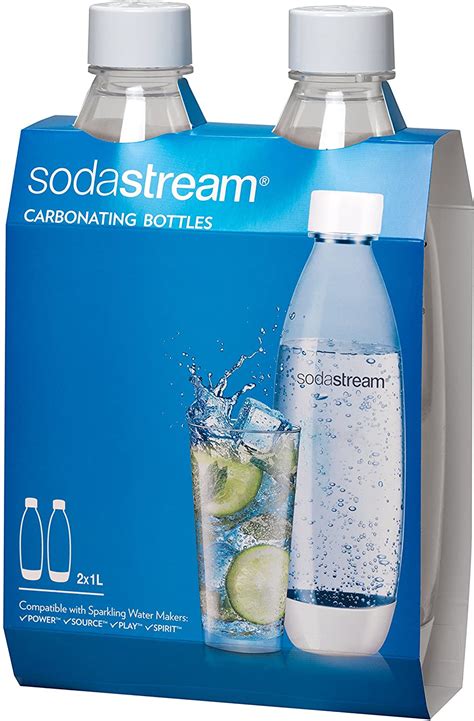 sodastream®
CARBONATING BOTTLES
sodastream
2x1L
Compatible with Sparkling Water Makers:
✓POWER™ ✓SOURCE™ ✓PLAY™ ✓SPIRIT™